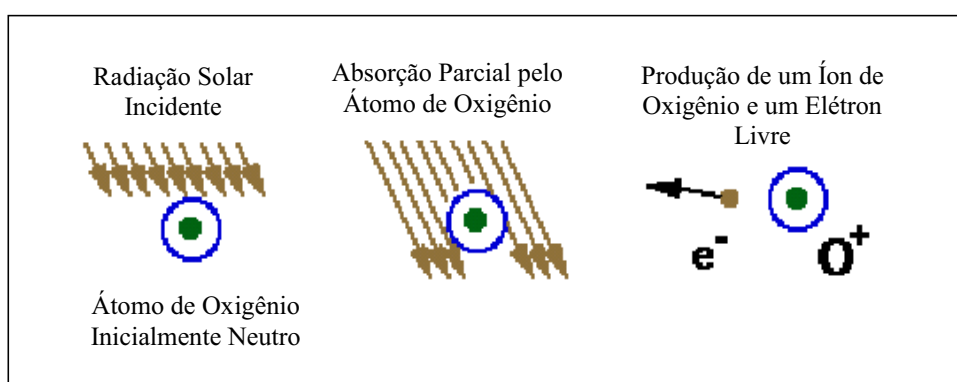 Radiação Solar
Incidente
Átomo de Oxigênio
Inicialmente Neutro
Absorção Parcial pelo
Átomo de Oxigênio
Produção de um Íon de
Oxigênio e um Elétron
Livre
e-
O+